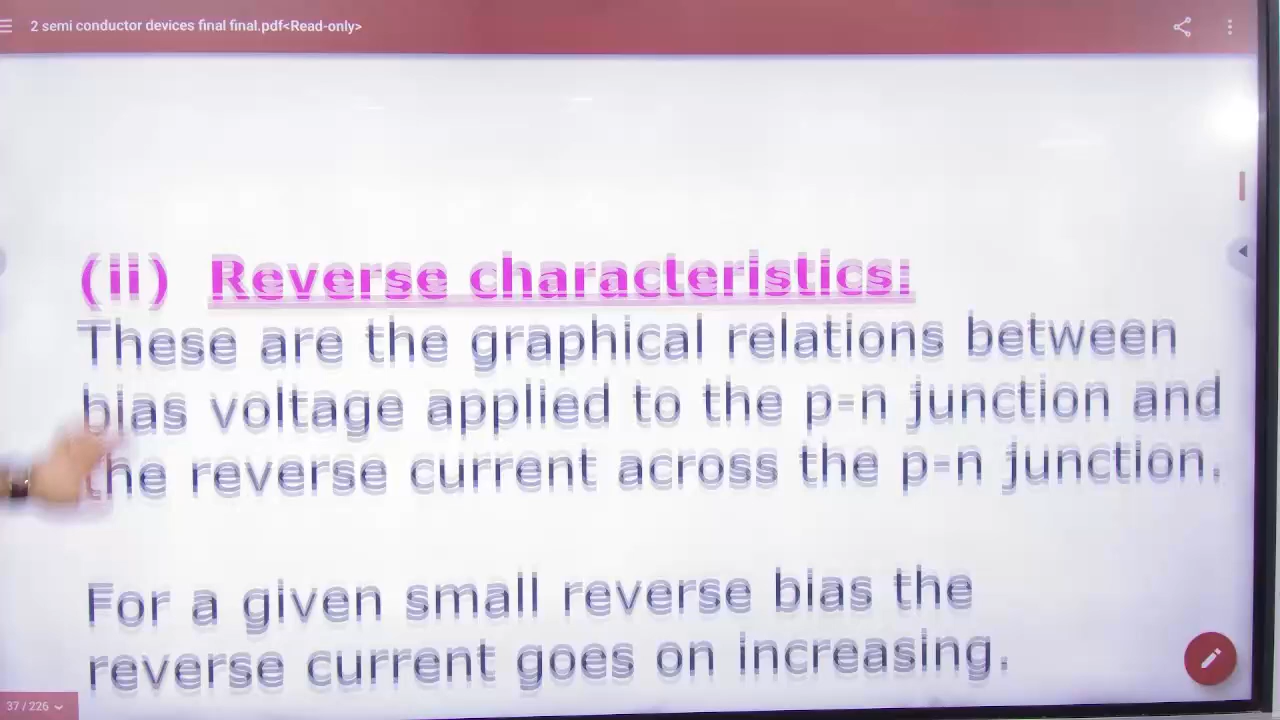 2 semi conductor devices final final.pdf<Read-only>
(ii) Reverse characteristics:
These are the graphical relations between
bias voltage applied to the p-n junction and
the reverse current across the p-n junction.
For a given small reverse bias the
reverse current goes on increasing.
37 / 226